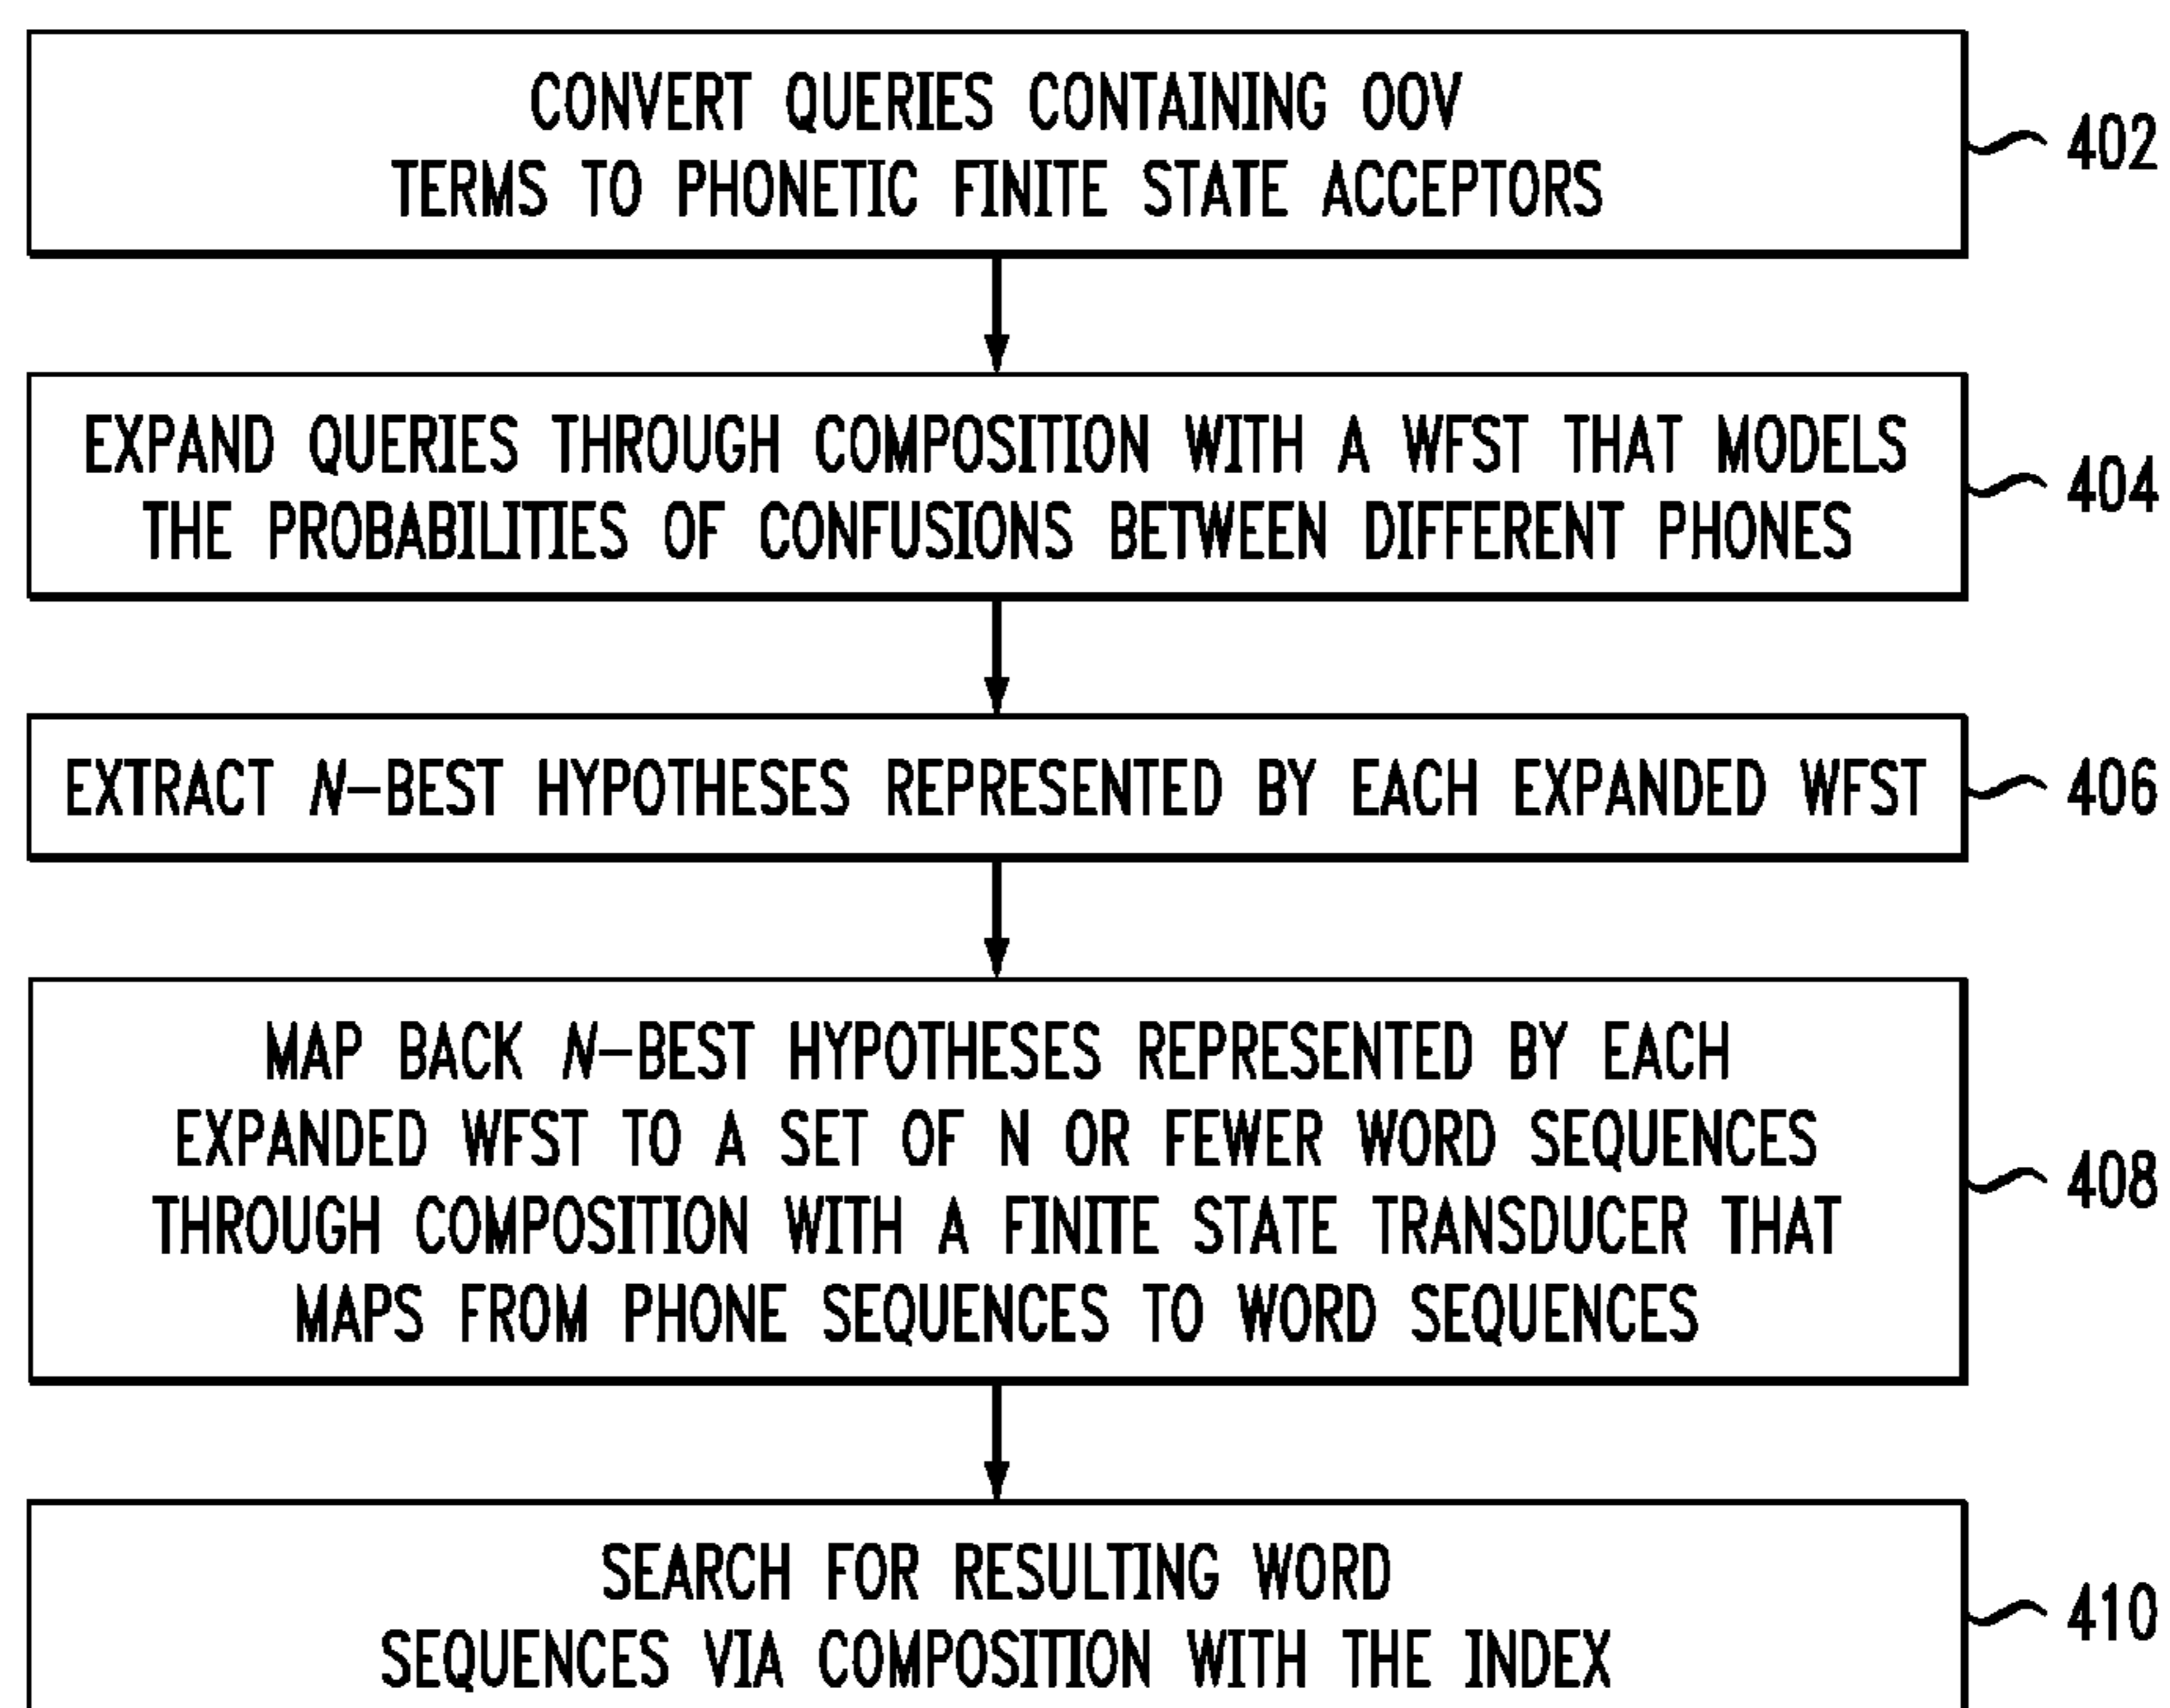 CONVERT QUERIES CONTAINING OOV
TERMS TO PHONETIC FINITE STATE ACCEPTORS
402
EXPAND QUERIES THROUGH COMPOSITION WITH A WFST THAT MODELS
THE PROBABILITIES OF CONFUSIONS BETWEEN DIFFERENT PHONES
404
EXTRACT N-BEST HYPOTHESES REPRESENTED BY EACH EXPANDED WFST
406
MAP BACK N-BEST HYPOTHESES REPRESENTED BY EACH
EXPANDED WFST TO A SET OF N OR FEWER WORD SEQUENCES
THROUGH COMPOSITION WITH A FINITE STATE TRANSDUCER THAT
MAPS FROM PHONE SEQUENCES TO WORD SEQUENCES
408
SEARCH FOR RESULTING WORD
SEQUENCES VIA COMPOSITION WITH THE INDEX
410